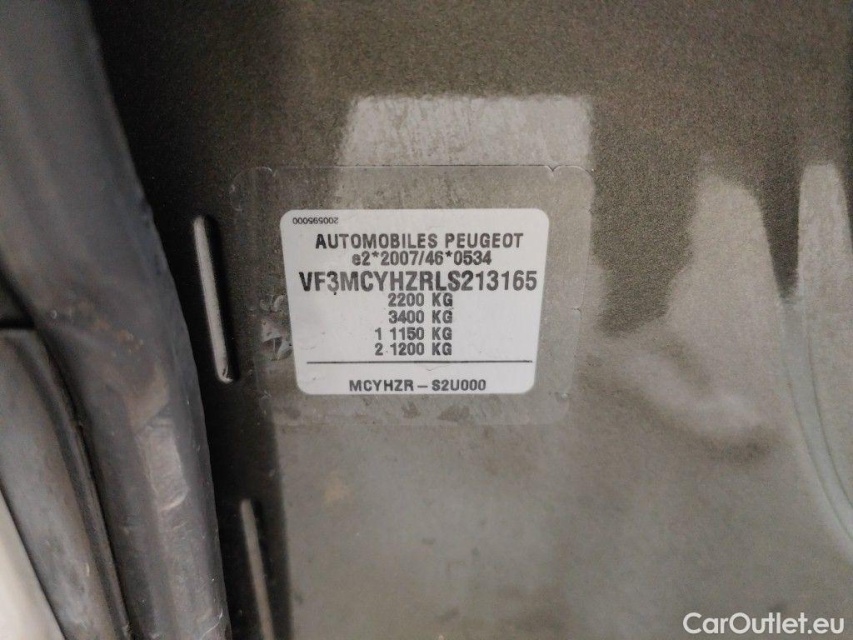 200595000
AUTOMOBILES PEUGEOT
e2*2007/46*0534
VF3MCYHZRLS213165
2200 KG
3400 KG
1 1150 KG
2 1200 KG
MCYHZR - S2U000
CarOutlet.eu